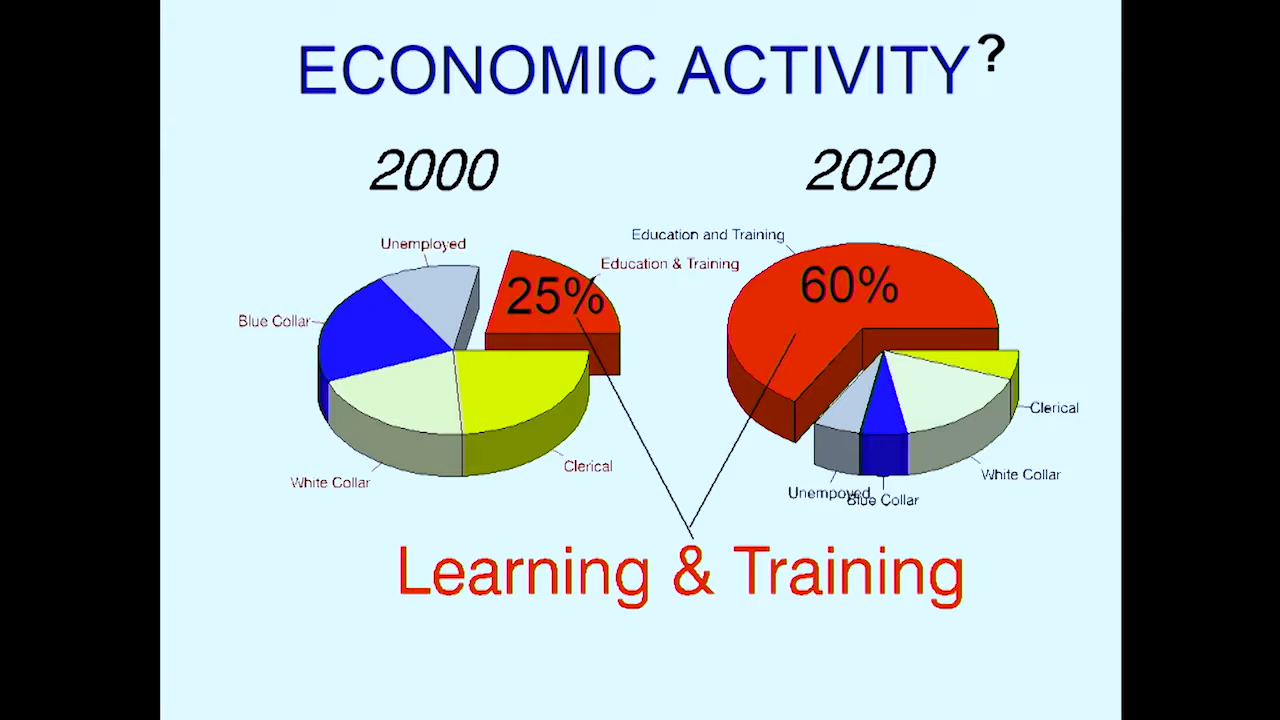 ECONOMIC ACTIVITY?
2000
2020
Unemployed
Education & Training
25%
Blue Collar
White Collar
Clerical
Education and Training
60%
Clerical
White Collar
Unempoyed
Blue Collar
Learning & Training